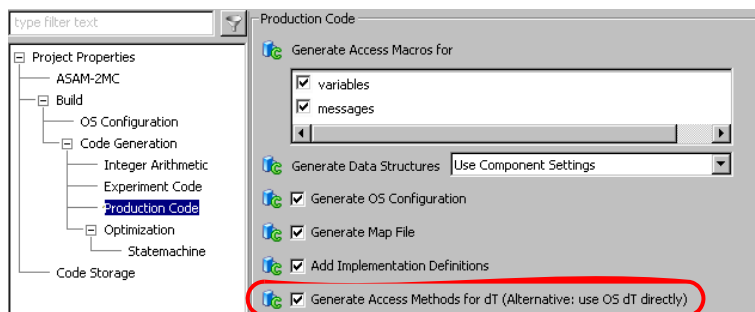 type filter text
Project Properties
ASAM-2MC
Build
OS Configuration
Code Generation
Integer Arithmetic
Experiment Code
Production Code
Optimization
Statemachine
Code Storage
Production Code
Generate Access Macros for
variables
messages
Generate Data Structures Use Component Settings
Generate OS Configuration
Generate Map File
Add Implementation Definitions
Generate Access Methods for dT (Alternative: use OS dT directly)